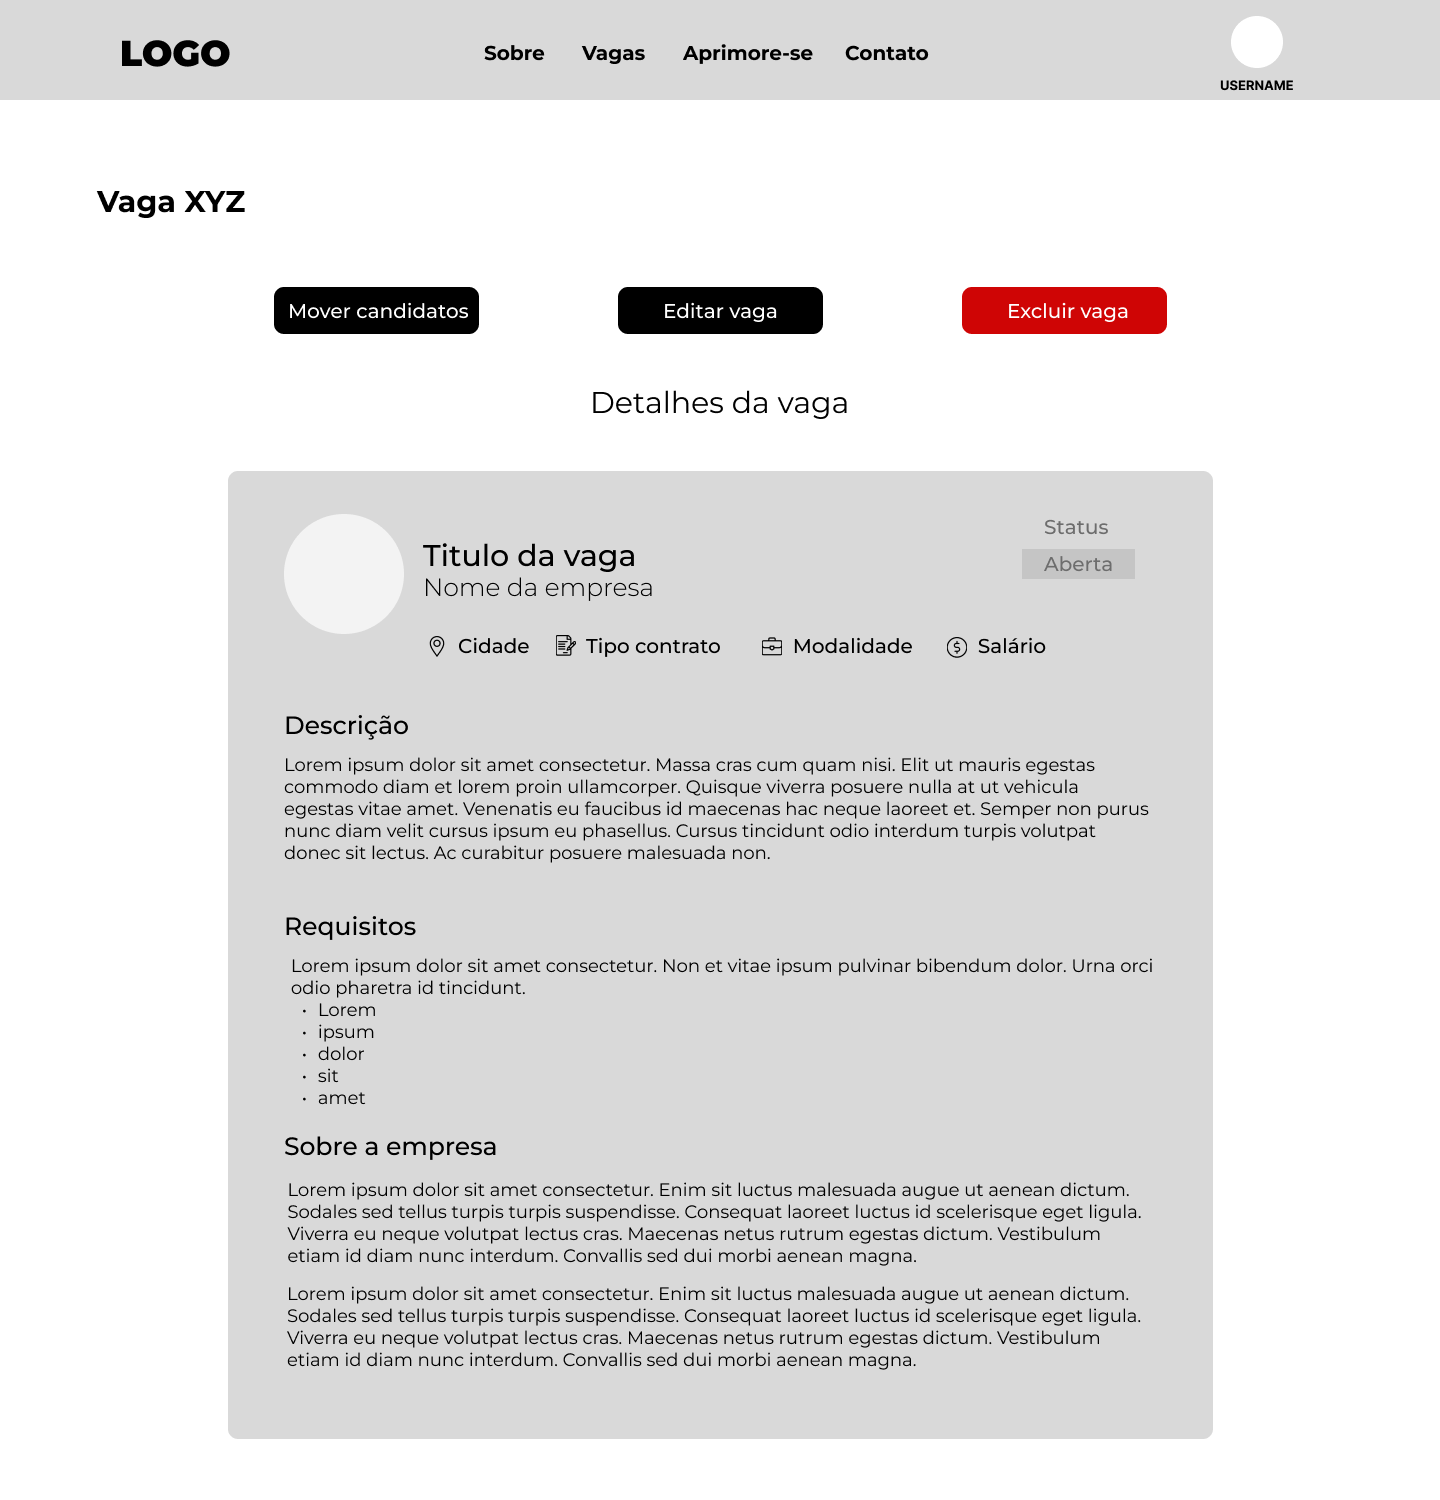 LOGO
Sobre Vagas Aprimore-se Contato
USERNAME
Vaga XYZ
Mover candidatos
Editar vaga
Excluir vaga
Detalhes da vaga
Status
Aberta
Titulo da vaga
Nome da empresa
Cidade Tipo contrato Modalidade Salário
Descrição
Lorem ipsum dolor sit amet consectetur. Massa cras cum quam nisi. Elit ut mauris egestas
commodo diam et lorem proin ullamcorper. Quisque viverra posuere nulla at ut vehicula
egestas vitae amet. Venenatis eu faucibus id maecenas hac neque laoreet et. Semper non purus
nunc diam velit cursus ipsum eu phasellus. Cursus tincidunt odio interdum turpis volutpat
donec sit lectus. Ac curabitur posuere malesuada non.
Requisitos
Lorem ipsum dolor sit amet consectetur. Non et vitae ipsum pulvinar bibendum dolor. Urna orci
odio pharetra id tincidunt.
• Lorem
• ipsum
• dolor
• sit
• amet
Sobre a empresa
Lorem ipsum dolor sit amet consectetur. Enim sit luctus malesuada augue ut aenean dictum.
Sodales sed tellus turpis turpis suspendisse. Consequat laoreet luctus id scelerisque eget ligula.
Viverra eu neque volutpat lectus cras. Maecenas netus rutrum egestas dictum. Vestibulum
etiam id diam nunc interdum. Convallis sed dui morbi aenean magna.
Lorem ipsum dolor sit amet consectetur. Enim sit luctus malesuada augue ut aenean dictum.
Sodales sed tellus turpis turpis suspendisse. Consequat laoreet luctus id scelerisque eget ligula.
Viverra eu neque volutpat lectus cras. Maecenas netus rutrum egestas dictum. Vestibulum
etiam id diam nunc interdum. Convallis sed dui morbi aenean magna.